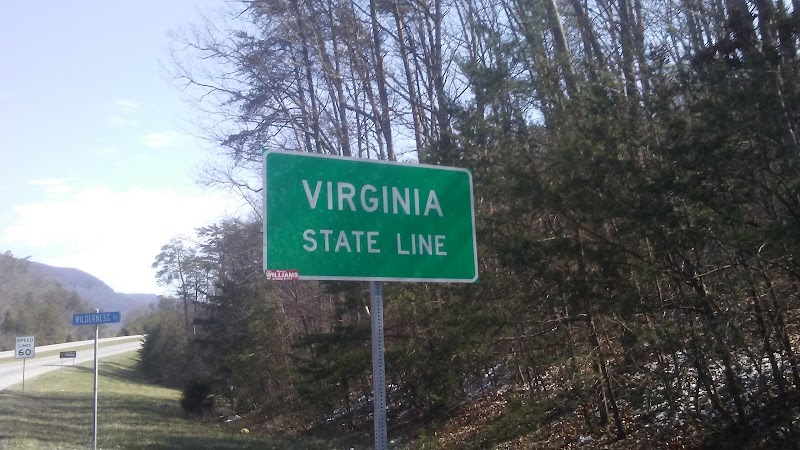 VIRGINIA
STATE LINE
WILLIAMS
WILDERNESS
SPEED
LIMIT
60